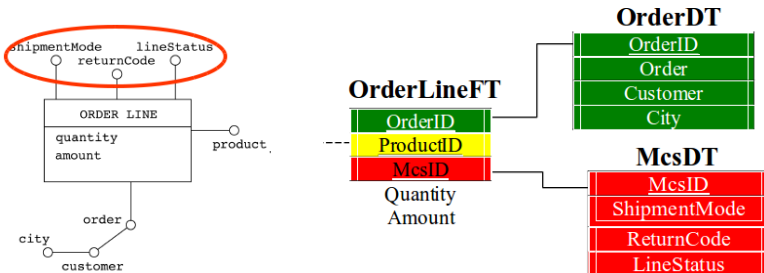 shipmentMode
lineStatus
returnCode
ORDER LINE
quantity
amount
product
order
city
customer
OrderLineFT
OrderID
ProductID
McsID
Quantity
Amount
OrderDT
OrderID
Order
Customer
City
McsDT
McsID
ShipmentMode
ReturnCode
LineStatus